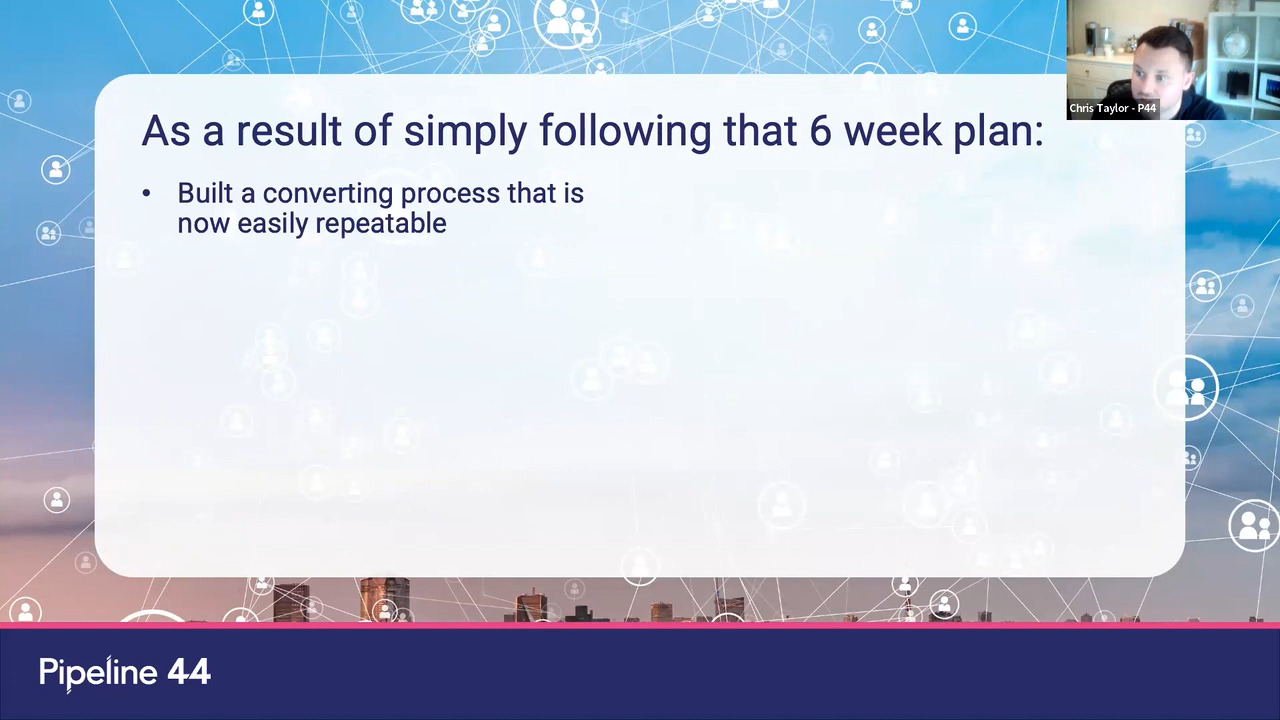 As a result of simply following that 6 week plan:
Chris Taylor - P44
• Built a converting process that is
now easily repeatable
Pipeline 44